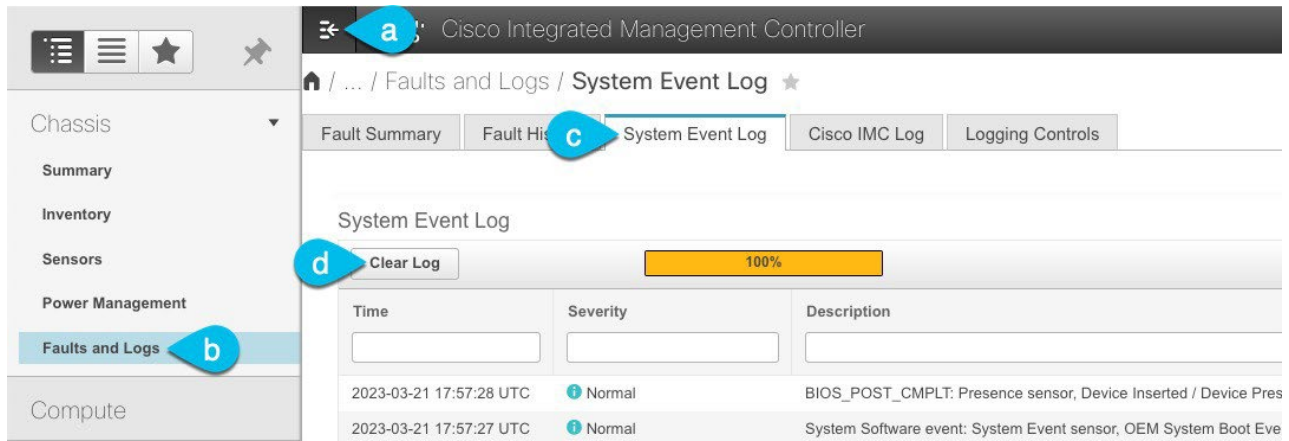 a
Cisco Integrated Management Controller
/ ... / Faults and Logs / System Event Log
Chassis
Summary
Inventory
Sensors
Power Management
Faults and Logs
b
Compute
Fault Summary
Fault His
c
System Event Log
Cisco IMC Log
Logging Controls
System Event Log
d
Clear Log
100%
Time
Severity
Description
2023-03-21 17:57:28 UTC
Normal
BIOS_POST_CMPLT: Presence sensor, Device Inserted / Device Pres
2023-03-21 17:57:27 UTC
Normal
System Software event: System Event sensor, OEM System Boot Eve